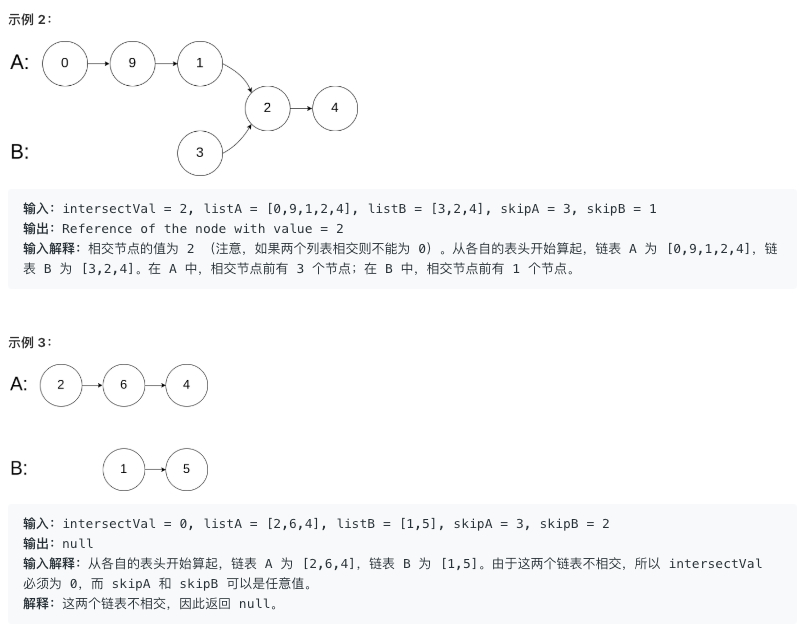 示例 2：
A: 0 9 1
2 4
B: 3
输入：intersectVal = 2, listA = [0,9,1,2,4], listB = [3,2,4], skipA = 3, skipB = 1
输出：Reference of the node with value = 2
输入解释：相交节点的值为 2 （注意，如果两个列表相交则不能为 0）。从各自的表头开始算起，链表 A 为 [0,9,1,2,4]，链
表 B 为 [3,2,4]。在 A 中，相交节点前有 3 个节点；在 B 中，相交节点前有 1 个节点。
示例 3：
A: 2 6 4
B: 1 5
输入：intersectVal = 0, listA = [2,6,4], listB = [1,5], skipA = 3, skipB = 2
输出：null
输入解释：从各自的表头开始算起，链表 A 为 [2,6,4]，链表 B 为 [1,5]。由于这两个链表不相交，所以 intersectVal
必须为 0，而 skipA 和 skipB 可以是任意值。
解释：这两个链表不相交，因此返回 null。